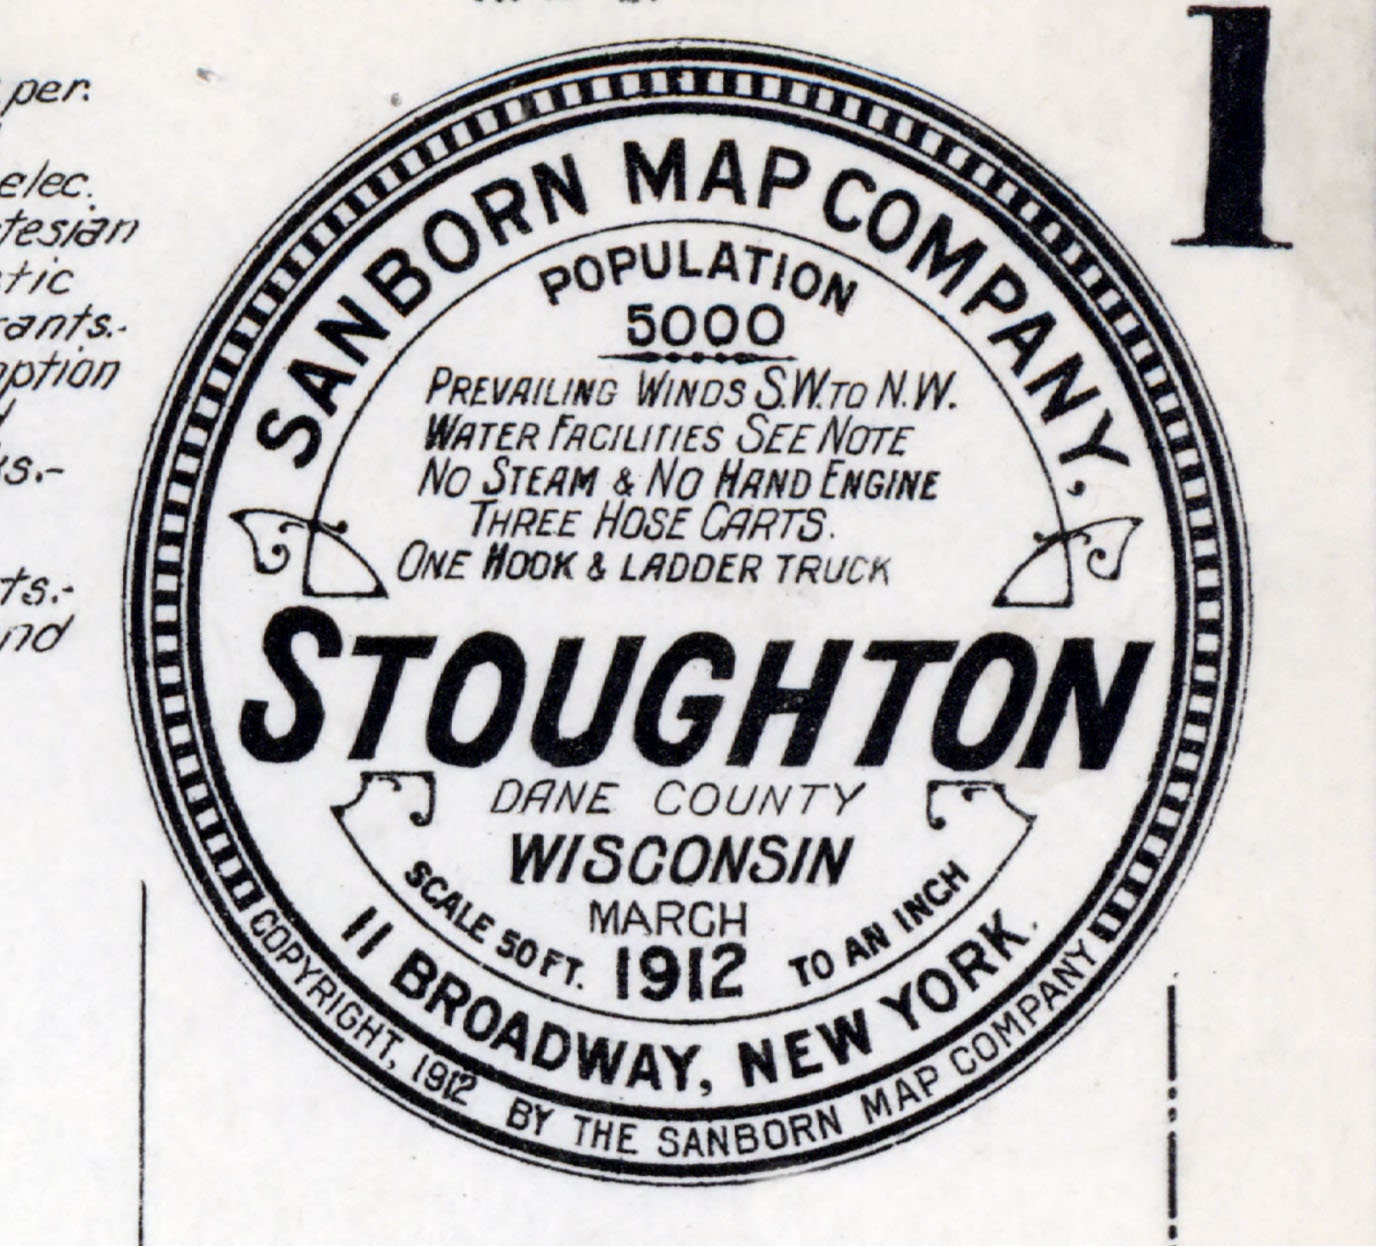 1
per.
elec.
tesian
tic
rants.-
ption
s.-
ts.-
nd
SANBORN MAP COMPANY,
POPULATION
5000
PREVAILING WINDS S.W. TO N.W.
WATER FACILITIES SEE NOTE
NO STEAM & NO HAND ENGINE
THREE HOSE CARTS.
ONE HOOK & LADDER TRUCK
STOUGHTON
DANE COUNTY
WISCONSIN
MARCH
1912
SCALE 50 FT. TO AN INCH
11 BROADWAY, NEW YORK.
COPYRIGHT, 1912 BY THE SANBORN MAP COMPANY